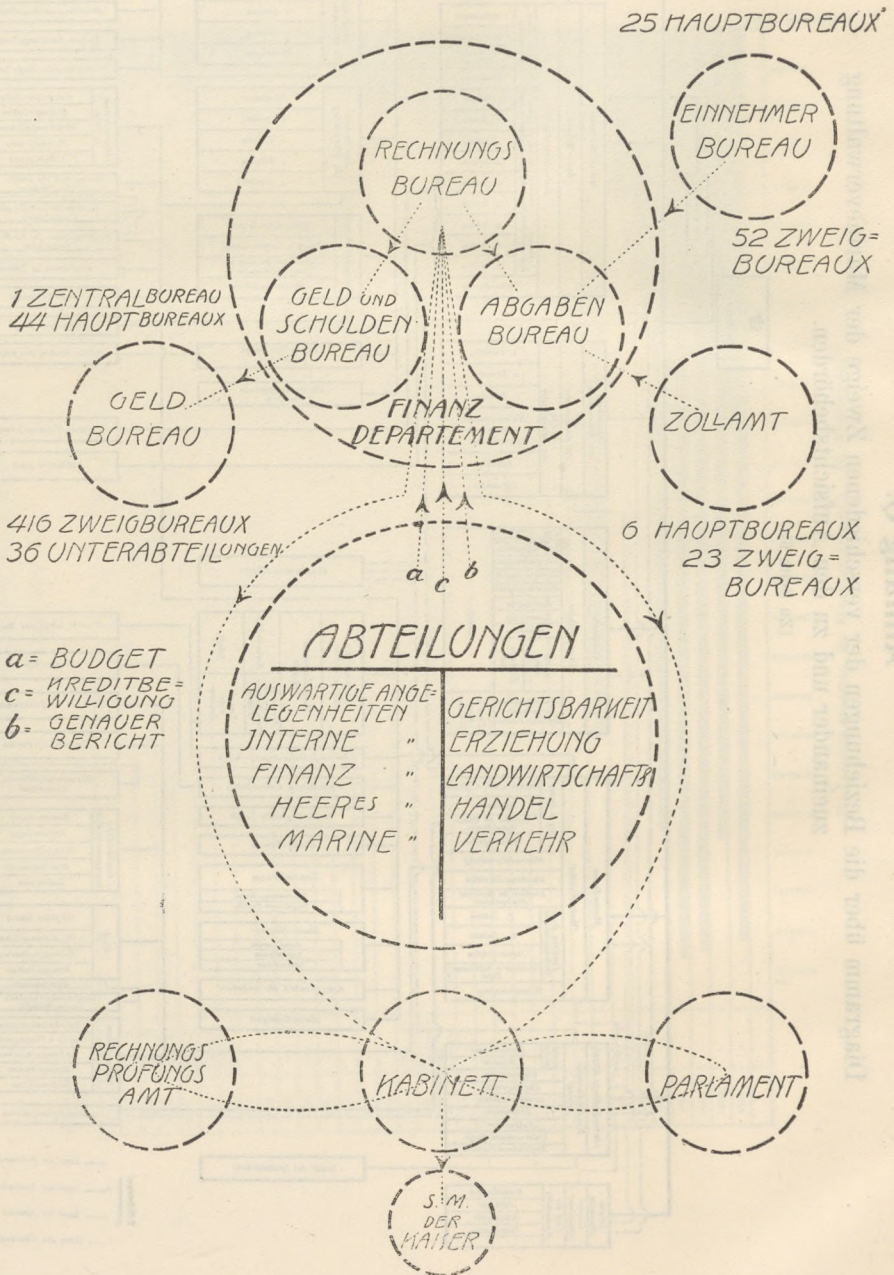 25 HAUPTBUREAUX
EINNEHMER
BUREAU
RECHNUNGS
BUREAU
52 ZWEIG=
BUREAUX
1 ZENTRALBUREAU
44 HAUPTBUREAUX
GELD UND
SCHULDEN
BUREAU
ABGABEN
BUREAU
GELD
BUREAU
FINANZ
DEPARTEMENT
ZOLLAMT
416 ZWEIGBUREAUX
36 UNTERABTEILUNGEN
6 HAUPTBUREAUX
23 ZWEIG=
BUREAUX
a c b
a = BUDGET
c = KREDITBE=
WILLIGUNG
b = GENAUER
BERICHT
ABTEILUNGEN
AUSWARTIGE ANGE-
LEGENHEITEN
JNTERNE "
FINANZ "
HEERES "
MARINE "
GERICHTSBARKEIT
ERZIEHUNG
LANDWIRTSCHAFTS
HANDEL
VERKEHR
RECHNUNGS
PRÜFUNGS
AMT
KABINETT
PARLAMENT
S. M.
DER
KAISER